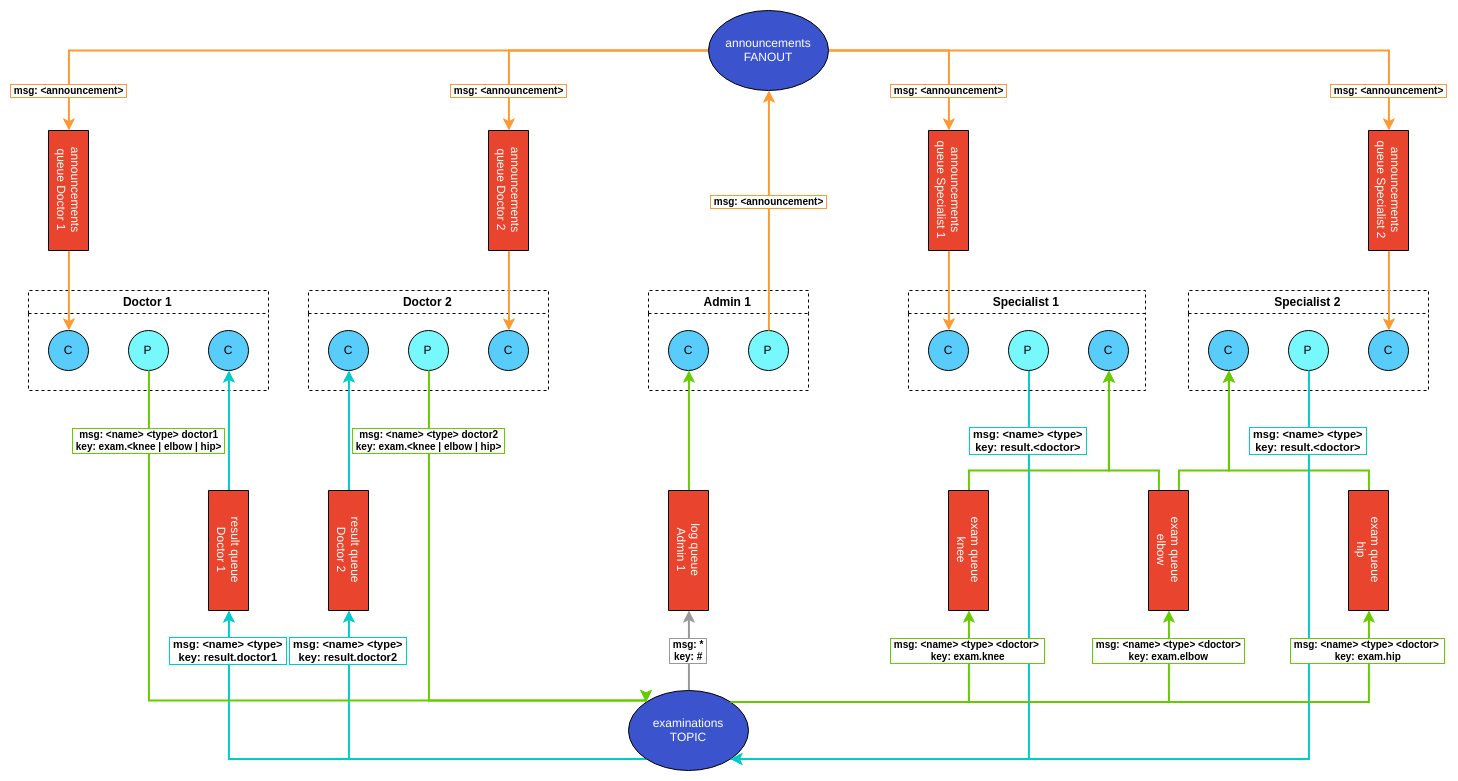 announcements
FANOUT
msg: <announcement>
msg: <announcement>
msg: <announcement>
msg: <announcement>
announcements
queue Doctor 1
announcements
queue Doctor 2
msg: <announcement>
announcements
queue Specialist 1
announcements
queue Specialist 2
Doctor 1
Doctor 2
Admin 1
Specialist 1
Specialist 2
C
P
C
C
P
C
C
P
C
P
C
C
P
C
msg: <name> <type> doctor1
key: exam.<knee | elbow | hip>
msg: <name> <type> doctor2
key: exam.<knee | elbow | hip>
msg: <name> <type>
key: result.<doctor>
msg: <name> <type>
key: result.<doctor>
result queue
Doctor 1
result queue
Doctor 2
log queue
Admin 1
exam queue
knee
exam queue
elbow
exam queue
hip
msg: <name> <type>
key: result.doctor1
msg: <name> <type>
key: result.doctor2
msg: *
key: #
msg: <name> <type> <doctor>
key: exam.knee
msg: <name> <type> <doctor>
key: exam.elbow
msg: <name> <type> <doctor>
key: exam.hip
examinations
TOPIC